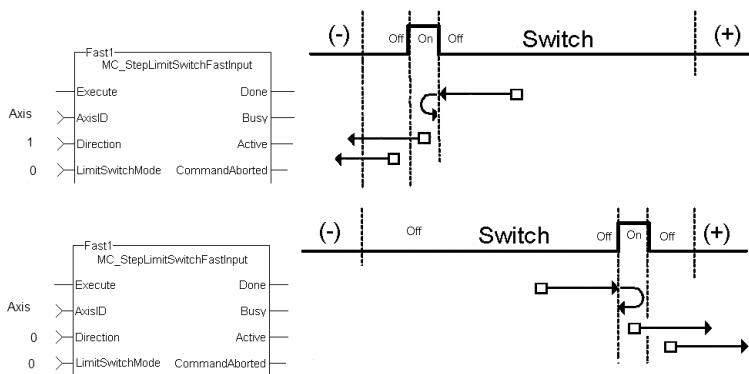 (-) Off On Off Switch (+)
Fast1
MC_StepLimitSwitchFastInput
Execute Done
Axis AxisID Busy
1 Direction Active
0 LimitSwitchMode CommandAborted
(-) Off Switch Off On Off (+)
Fast1
MC_StepLimitSwitchFastInput
Execute Done
Axis AxisID Busy
0 Direction Active
0 LimitSwitchMode CommandAborted